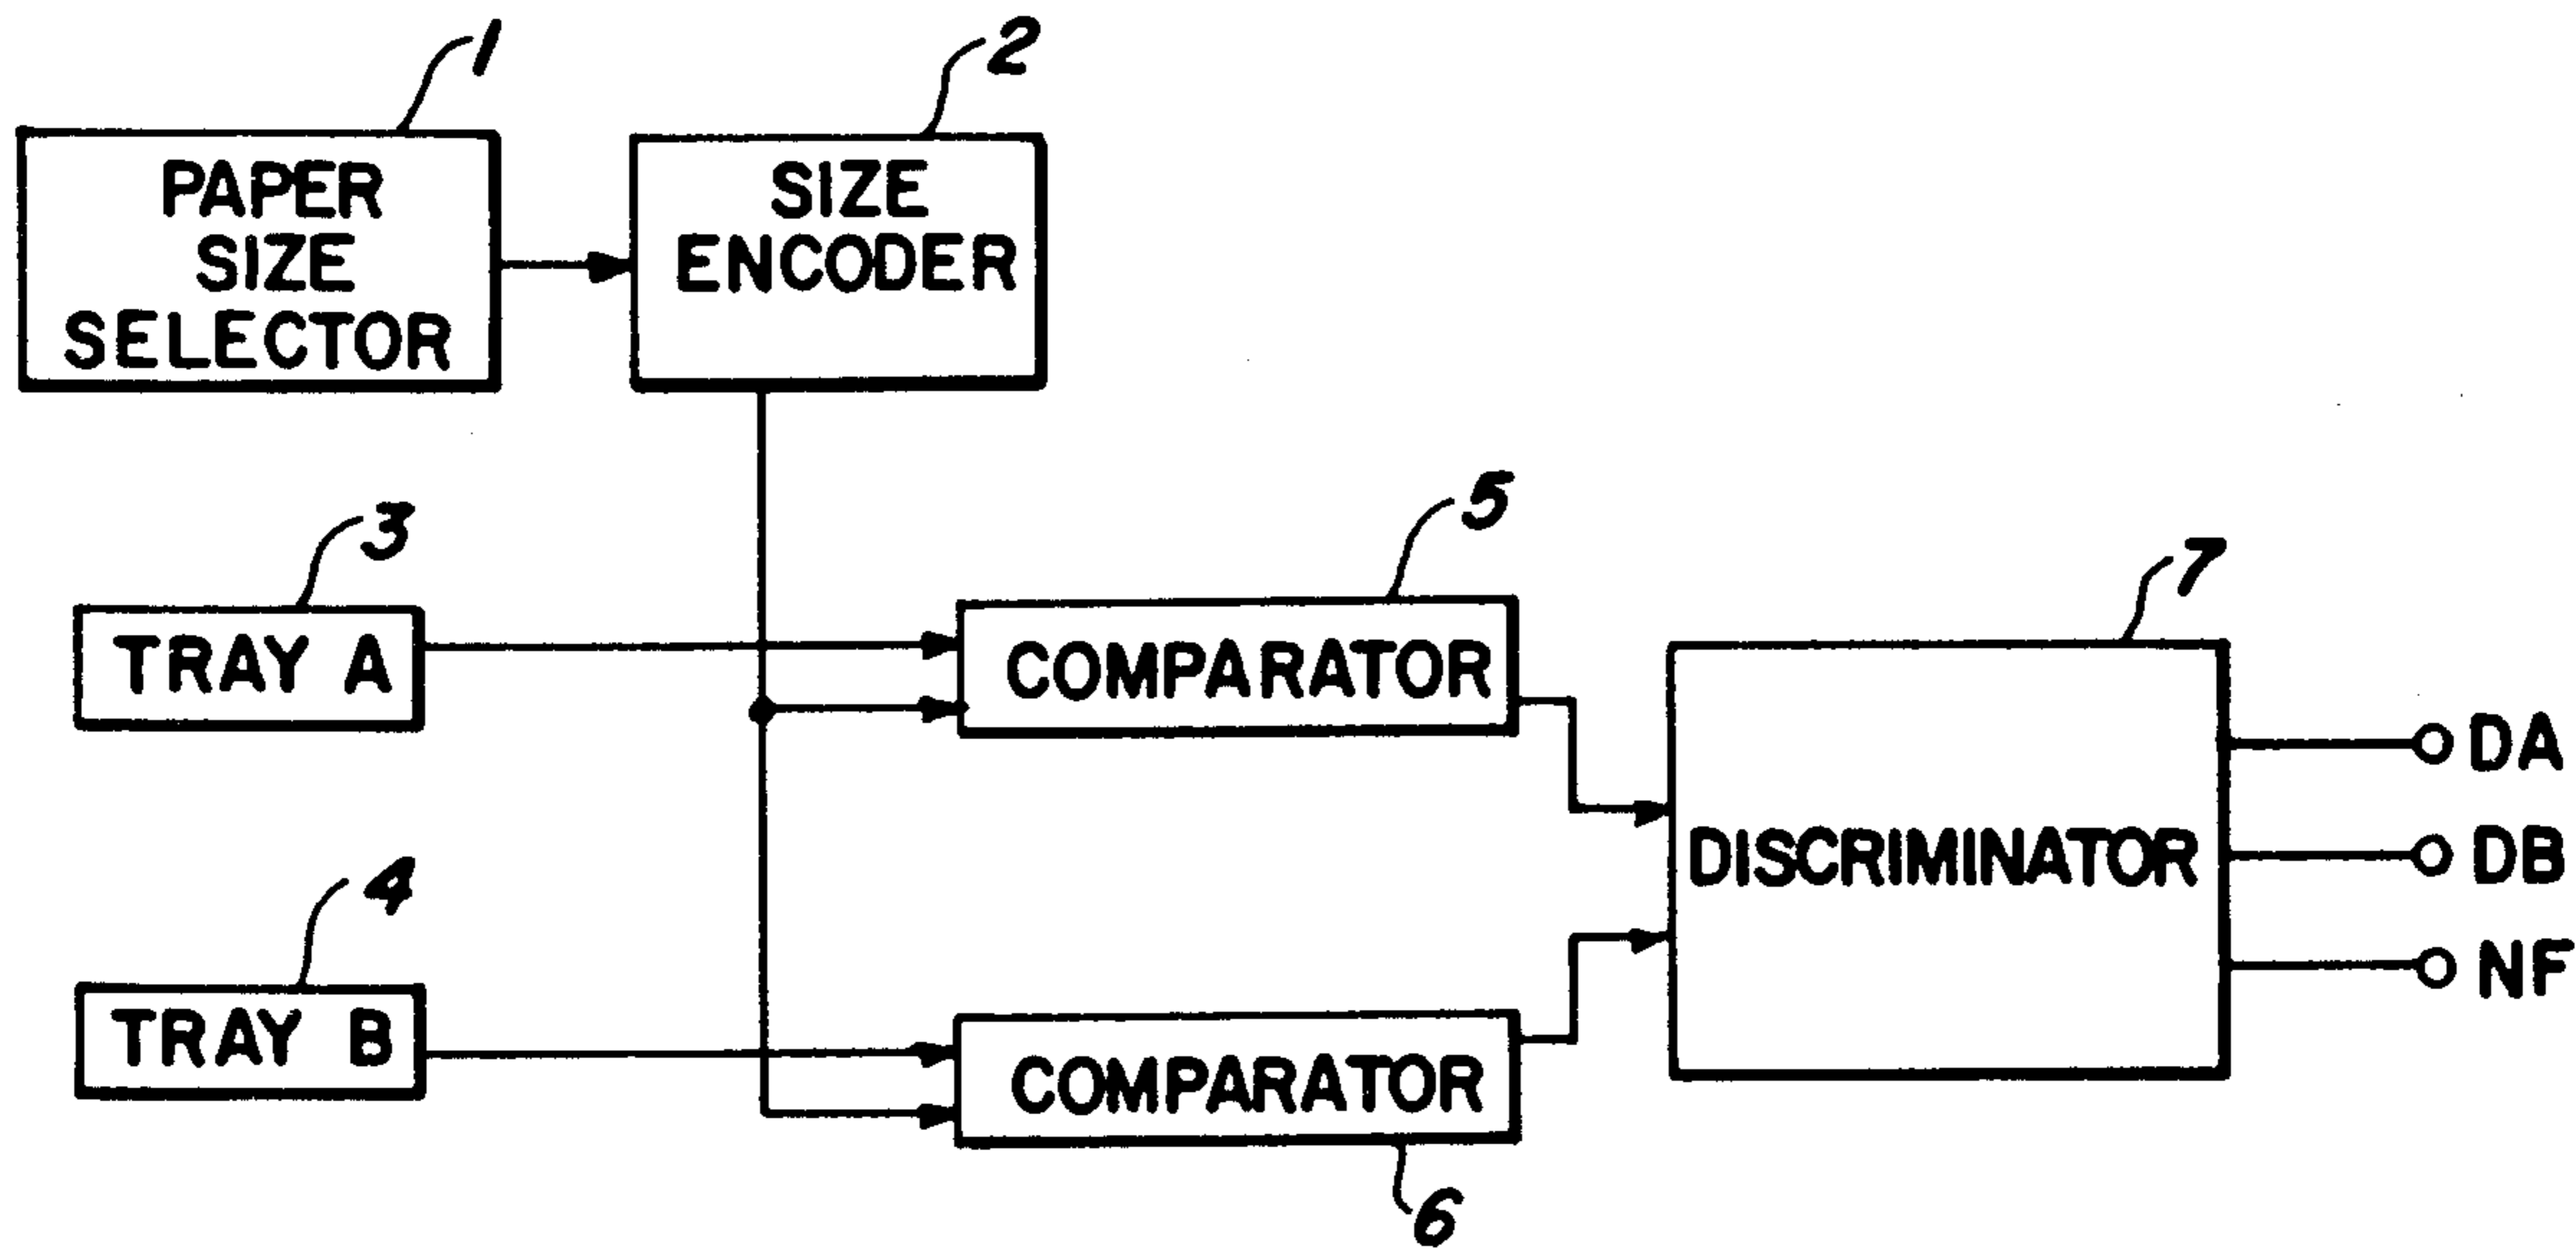 1
2
PAPER
SIZE
SELECTOR
SIZE
ENCODER
3
5
7
TRAY A
COMPARATOR
DA
DISCRIMINATOR
DB
4
NF
TRAY B
COMPARATOR
6